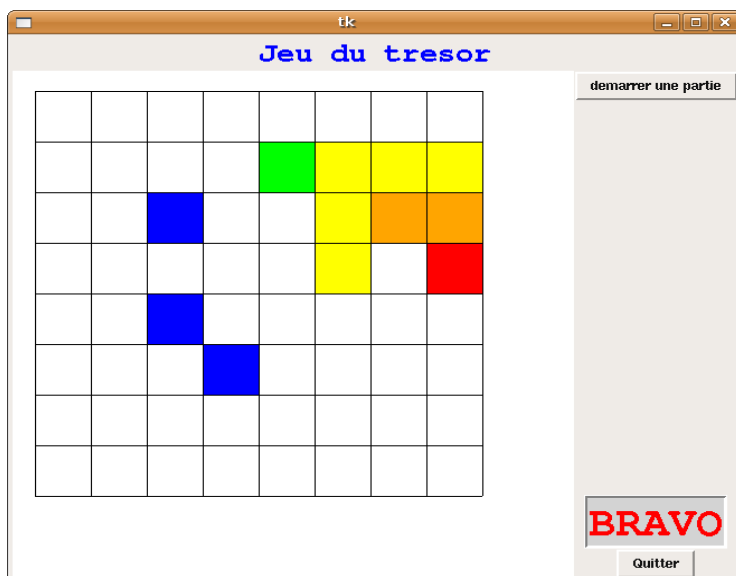 tk
Jeu du tresor
demarrer une partie
BRAVO
Quitter